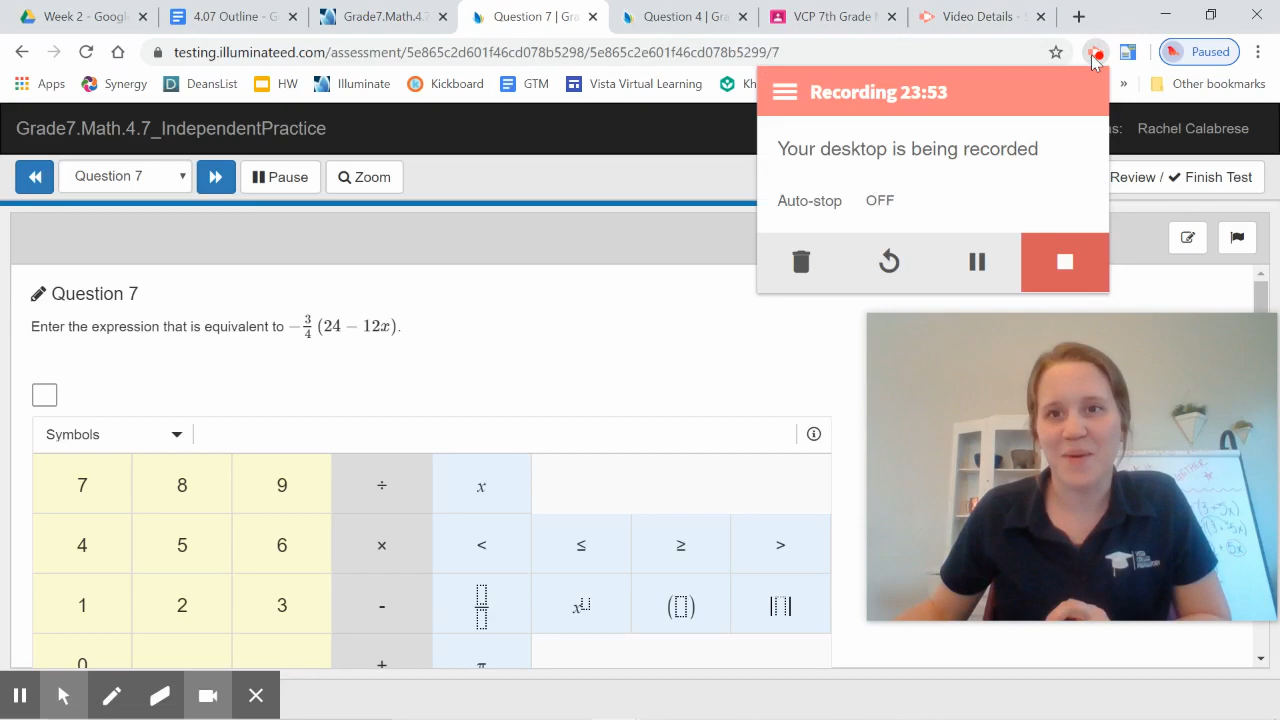 Week 2 - Google
4.07 Outline - G
Grade7.Math.4.7
Question 7 | Gra
Question 4 | Gra
VCP 7th Grade
Video Details - S
testing.illuminateed.com/assessment/5e865c2d601f46cd078b5298/5e865c2e601f46cd078b5299/7
Paused
Apps
Synergy
DeansList
HW
Illuminate
Kickboard
GTM
Vista Virtual Learning
Kh
»
Other bookmarks
Recording 23:53
Grade7.Math.4.7_IndependentPractice
as: Rachel Calabrese
Your desktop is being recorded
Question 7
Pause
Zoom
Review / ✔ Finish Test
Auto-stop OFF
Question 7
Enter the expression that is equivalent to −3/4 (24 − 12x).
Symbols
7 8 9 ÷ x
4 5 6 × < ≤ ≥ >
1 2 3 - x
0 + π